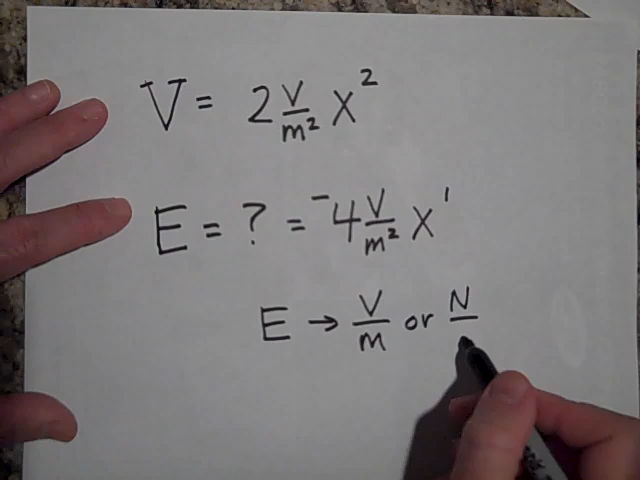 V = 2 V/m² X²
E = ? = ⁻4 V/m² X¹
E → V/m or N/